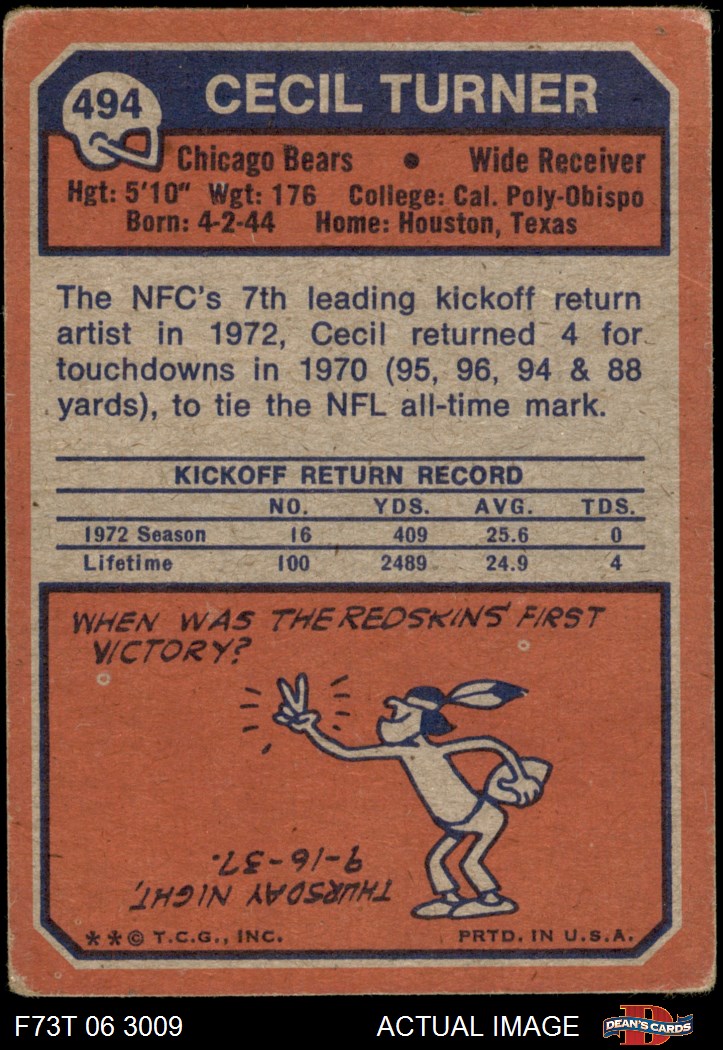 494
CECIL TURNER
Chicago Bears • Wide Receiver
Hgt: 5'10" Wgt: 176 College: Cal. Poly-Obispo
Born: 4-2-44 Home: Houston, Texas
The NFC's 7th leading kickoff return
artist in 1972, Cecil returned 4 for
touchdowns in 1970 (95, 96, 94 & 88
yards), to tie the NFL all-time mark.
KICKOFF RETURN RECORD
NO. YDS. AVG. TDS.
1972 Season 16 409 25.6 0
Lifetime 100 2489 24.9 4
WHEN WAS THE REDSKINS' FIRST
VICTORY?
THURSDAY NIGHT,
9-16-37.
**© T.C.G., INC. PRTD. IN U.S.A.
F73T 06 3009 ACTUAL IMAGE
D
DEAN'S CARDS